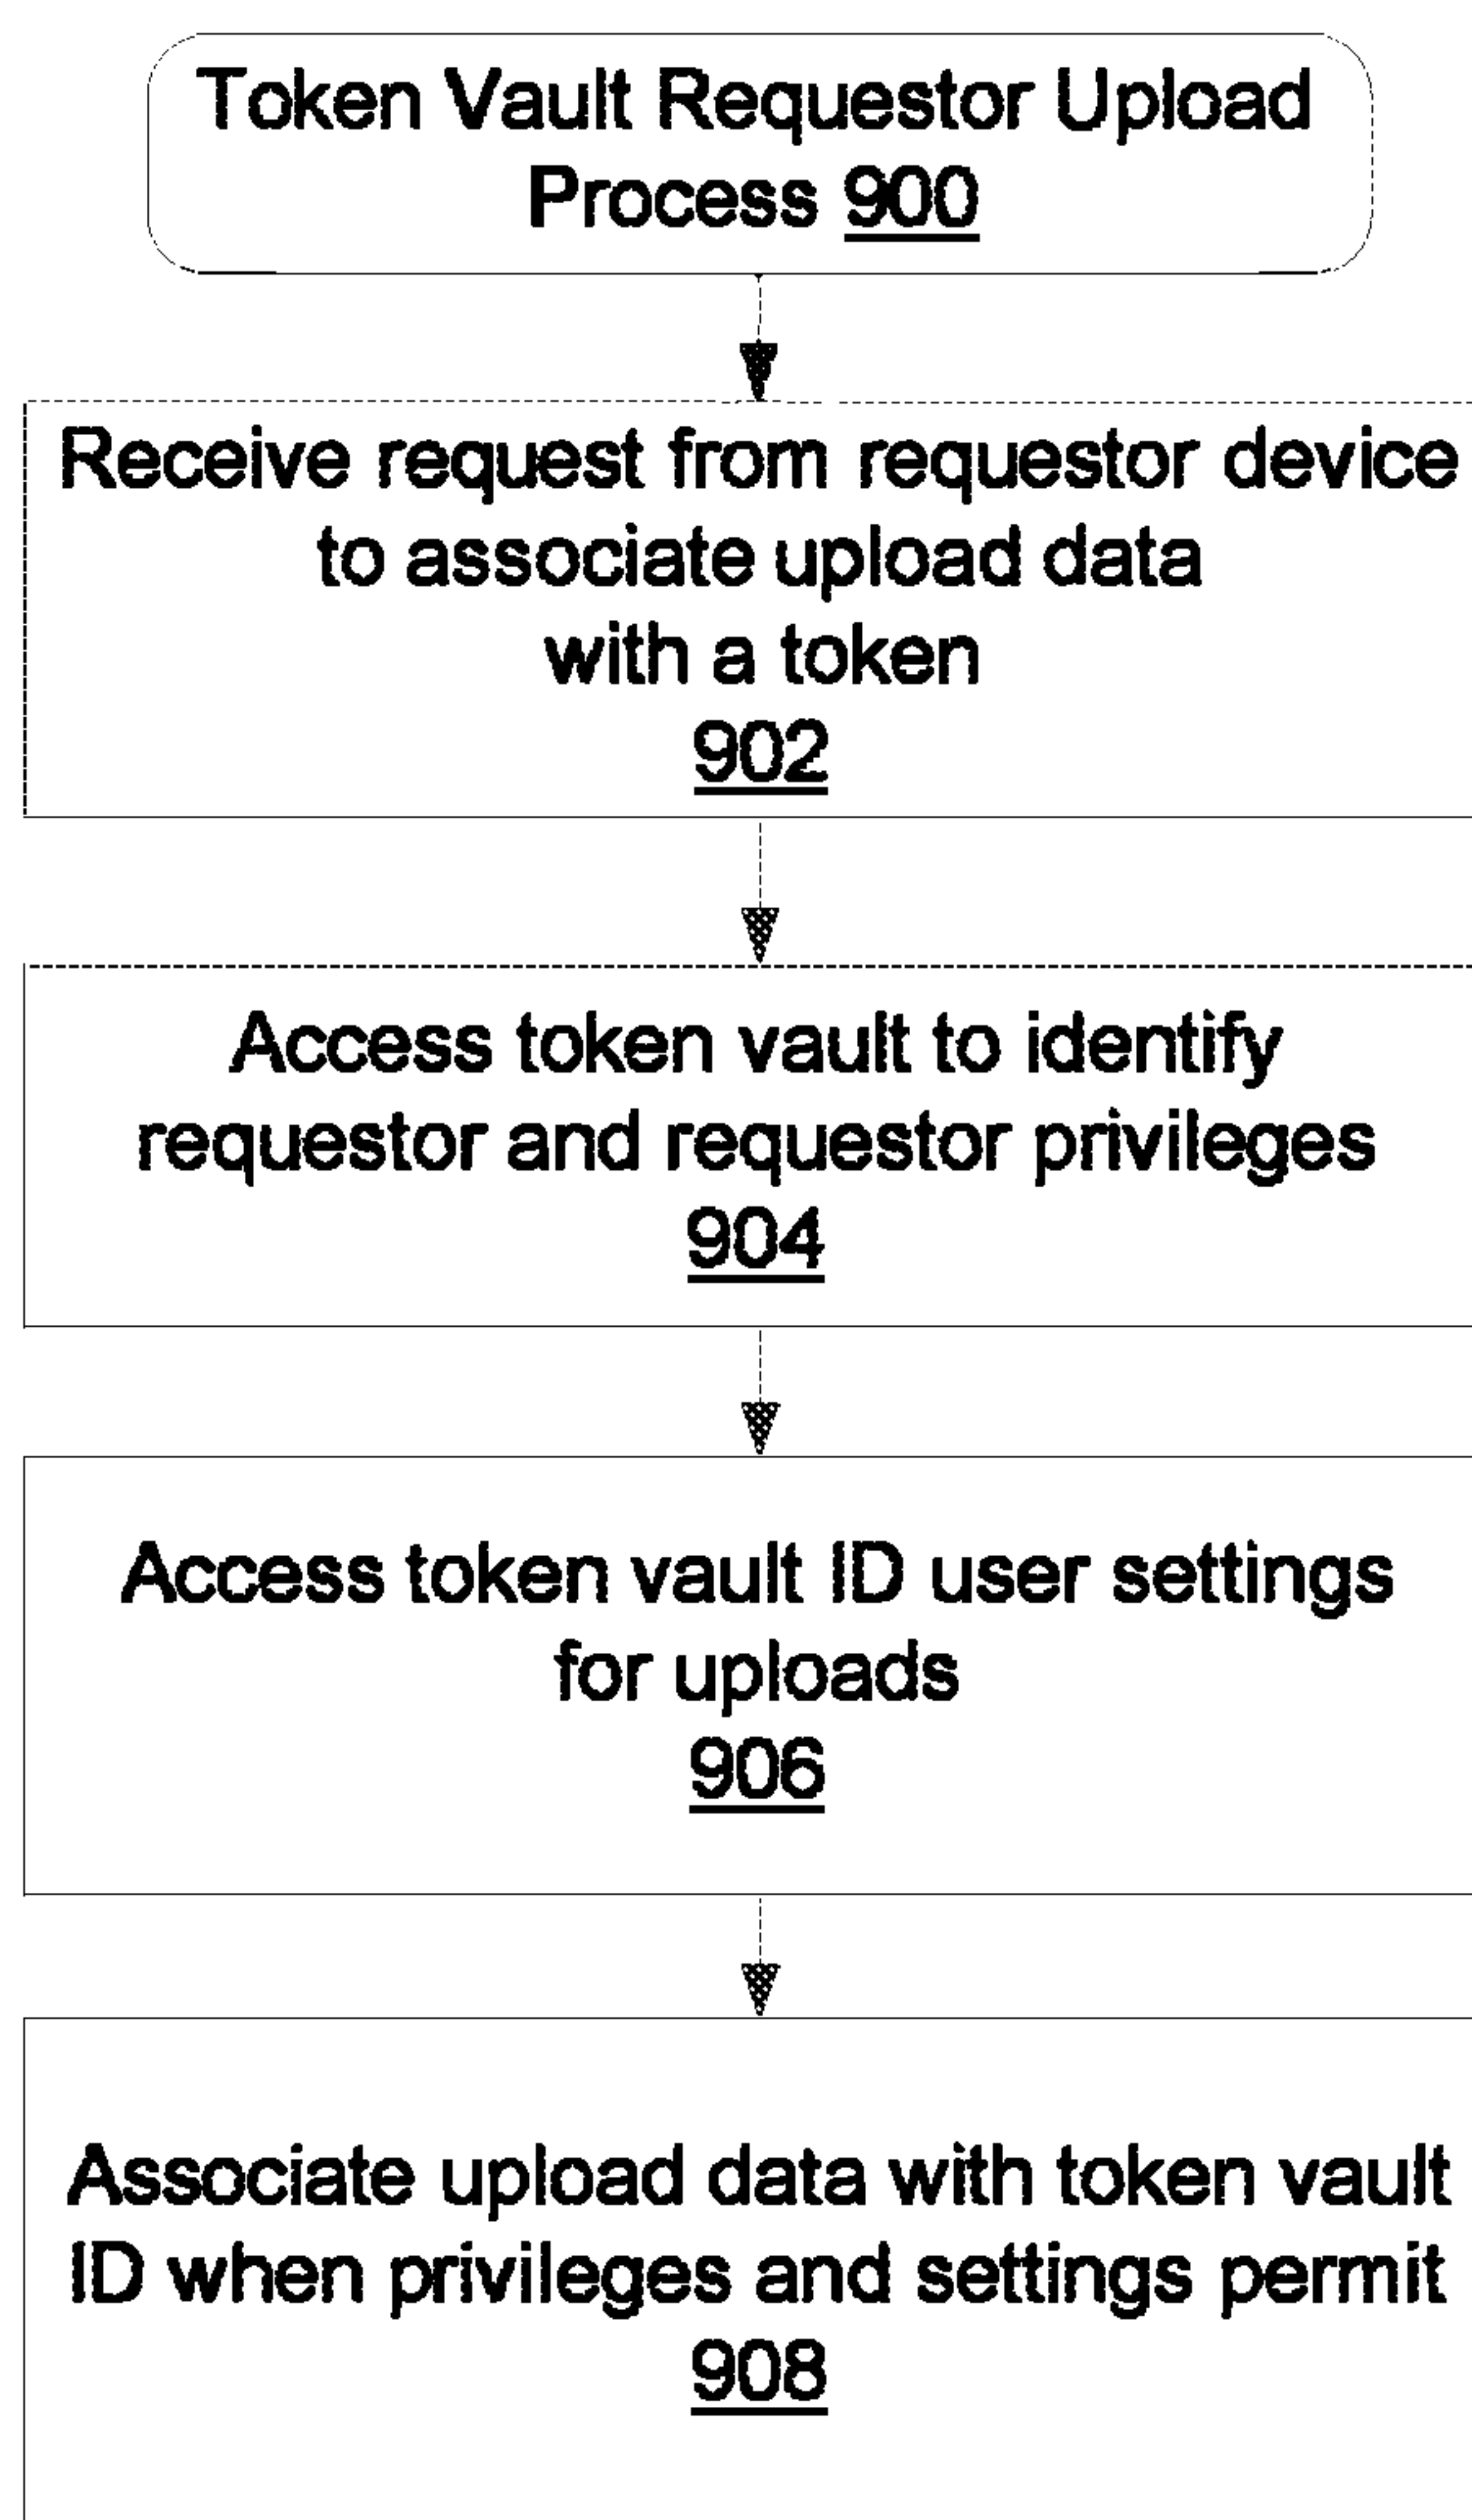 Token Vault Requestor Upload
Process 900
Receive request from requestor device
to associate upload data
with a token
902
Access token vault to identify
requestor and requestor privileges
904
Access token vault ID user settings
for uploads
906
Associate upload data with token vault
ID when privileges and settings permit
908